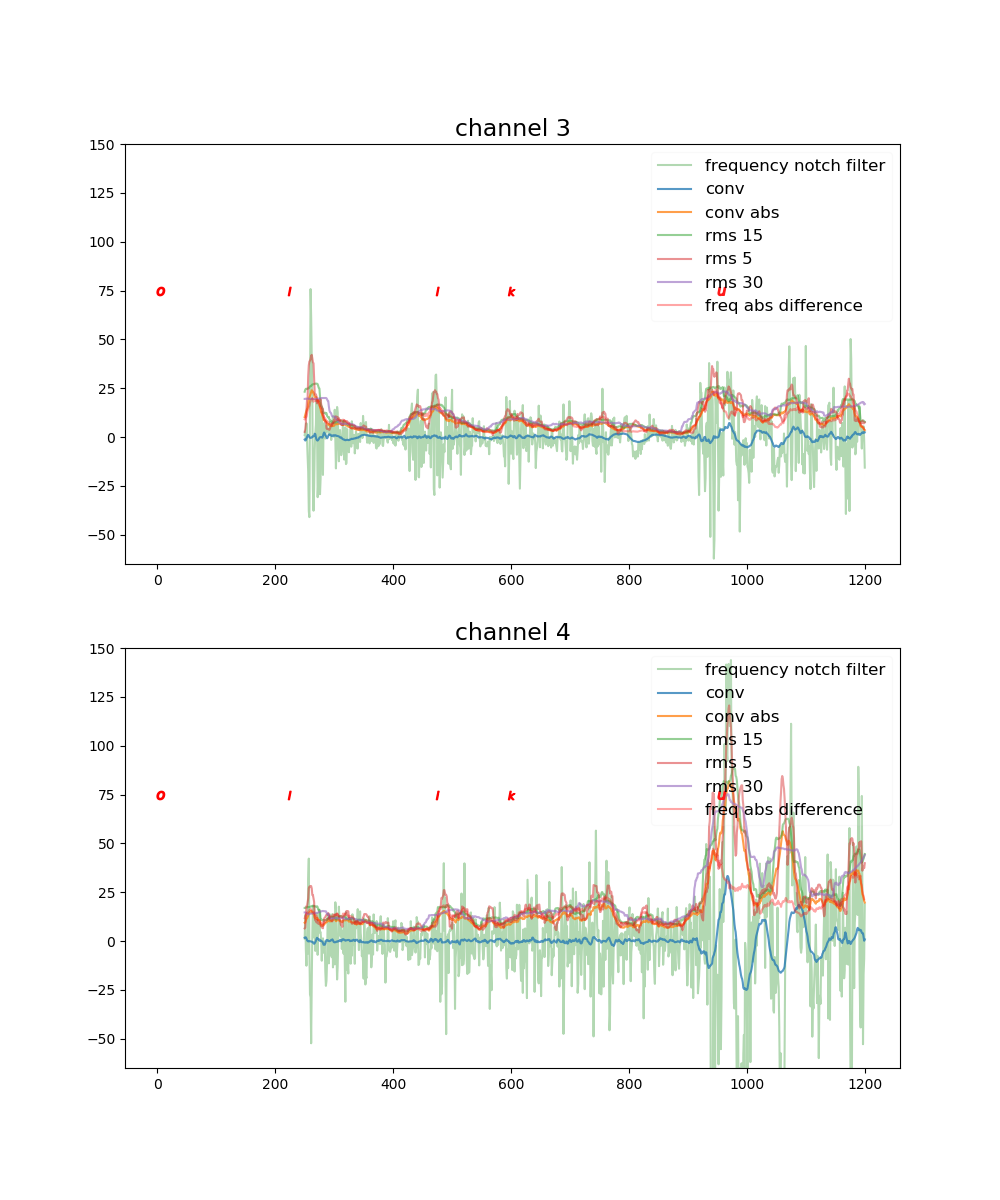 channel 3
150
125
100
75
50
25
0
−25
−50
frequency notch filter
conv
conv abs
rms 15
rms 5
rms 30
freq abs difference
o l l k u
0 200 400 600 800 1000 1200
channel 4
150
125
100
75
50
25
0
−25
−50
frequency notch filter
conv
conv abs
rms 15
rms 5
rms 30
freq abs difference
o l l k u
0 200 400 600 800 1000 1200